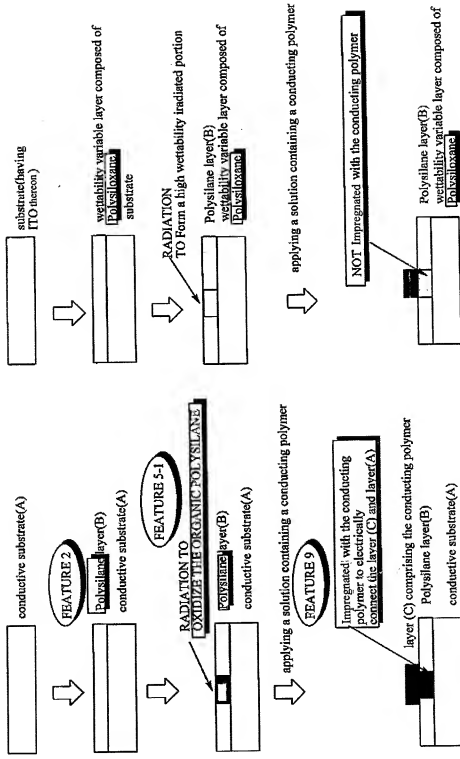 conductive substrate(A)
FEATURE 2
Polysilane layer(B)
conductive substrate(A)
FEATURE 5-1
RADIATION TO
OXIDIZE THE ORGANIC POLYSILANE
Polysilane layer(B)
conductive substrate(A)
applying a solution containing a conducting polymer
FEATURE 9
Impregnated with the conducting
polymer to electrically
connect the layer (C) and layer(A)
layer (C) comprising the conducting polymer
Polysilane layer(B)
conductive substrate(A)
substrate(having
ITO thereon)
wettability variable layer composed of
Polysiloxane
substrate
RADIATION
TO Form a high wettability iradiated portion
Polysilane layer(B)
wettability variable layer composed of
Polysiloxane
applying a solution containing a conducting polymer
NOT Impregnated with the conducting polymer
Polysilane layer(B)
wettability variable layer composed of
Polysiloxane